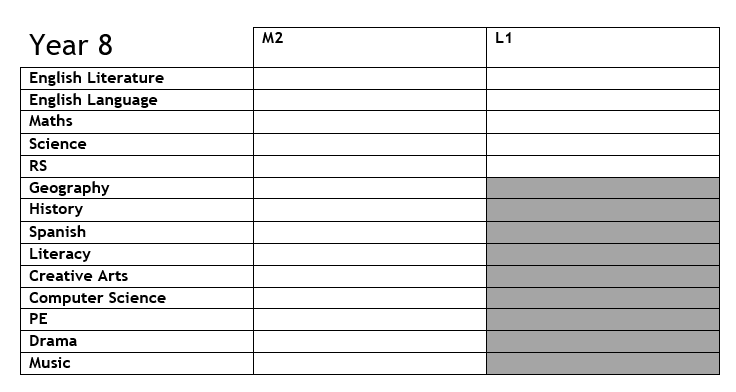 Year 8 M2 L1
English Literature
English Language
Maths
Science
RS
Geography
History
Spanish
Literacy
Creative Arts
Computer Science
PE
Drama
Music